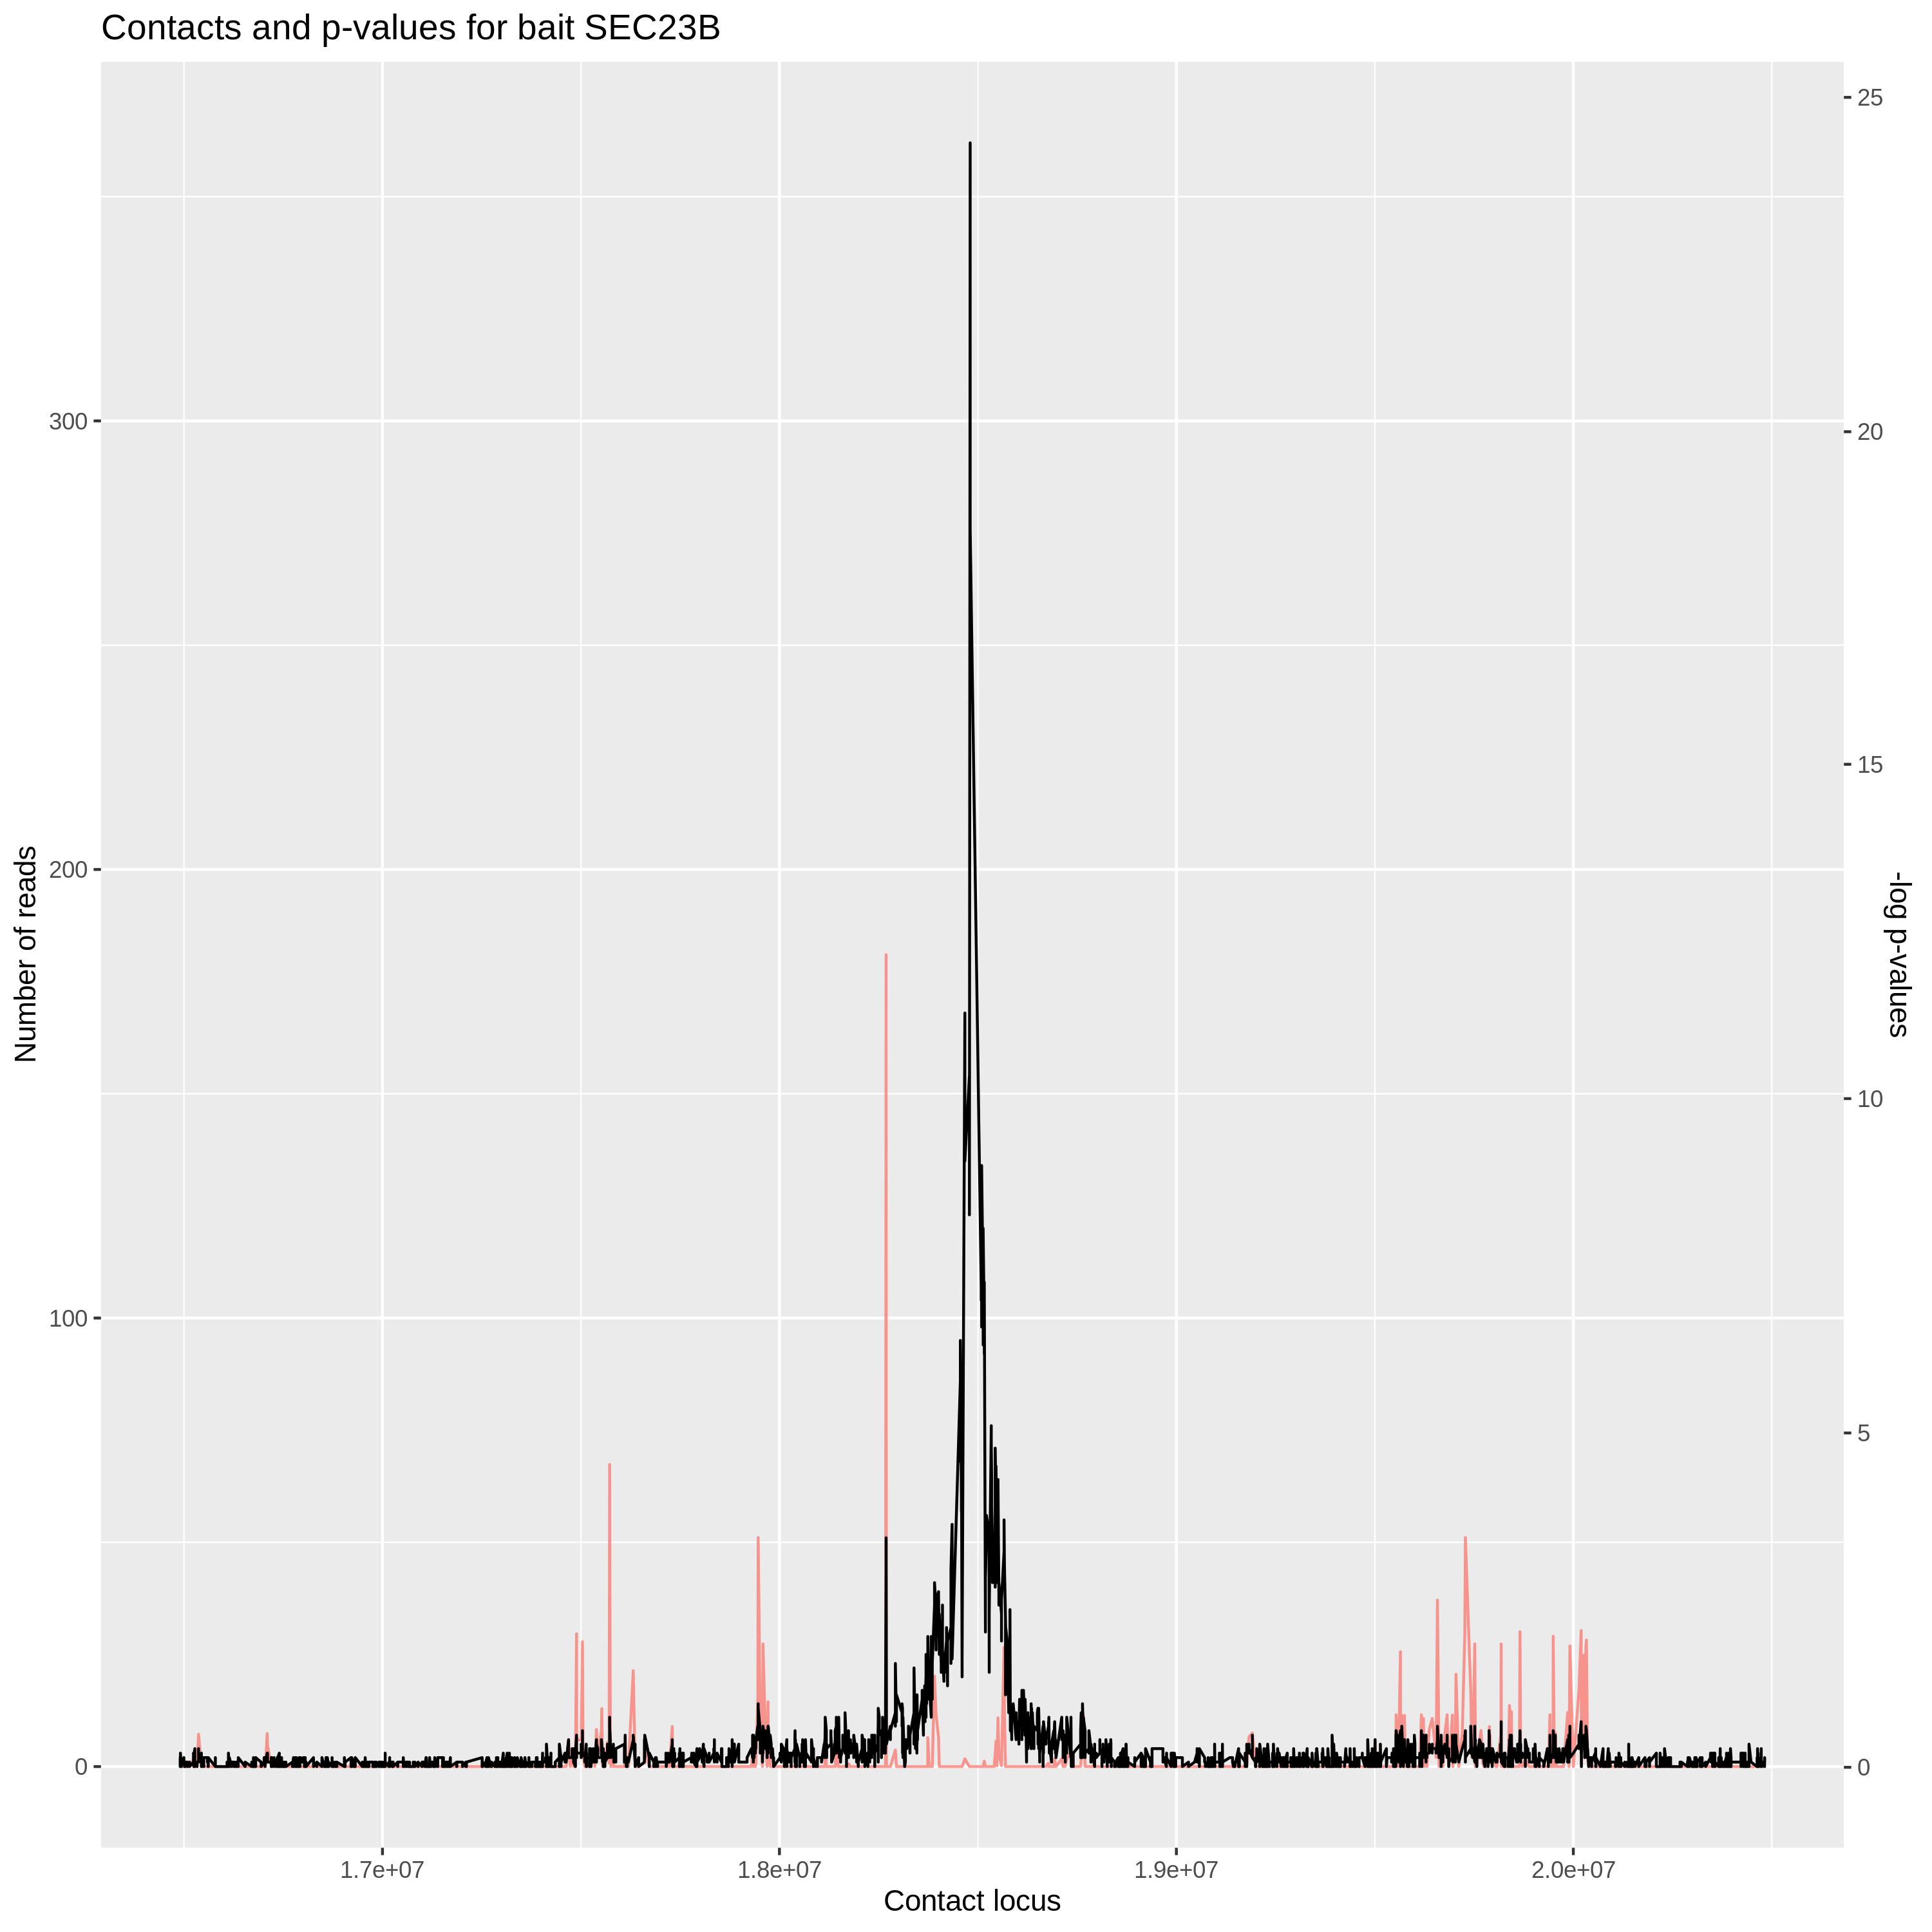 Contacts and p-values for bait SEC23B
Number of reads
300
200
100
0
25
20
15
10
5
0
-log p-values
1.7e+07
1.8e+07
1.9e+07
2.0e+07
Contact locus